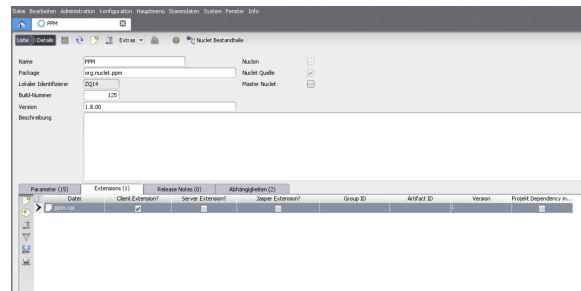 Datei Bearbeiten Administration Konfiguration Hauptmenü Stammdaten System Fenster Info
PPM
Liste Details Extras Nuclet Bestandteile
Name PPM Nuclon
Package org.nuclet.ppm Nuclet Quelle
Lokaler Identifizierer ZQ14 Master Nuclet
Build-Nummer 125
Version 1.8.00
Beschreibung
Parameter (15) Extensions (1) Release Notes (0) Abhängigkeiten (2)
Datei Client Extension? Server Extension? Jasper Extension? Group ID Artifact ID Version Projekt Dependency in...
ppm.css 1